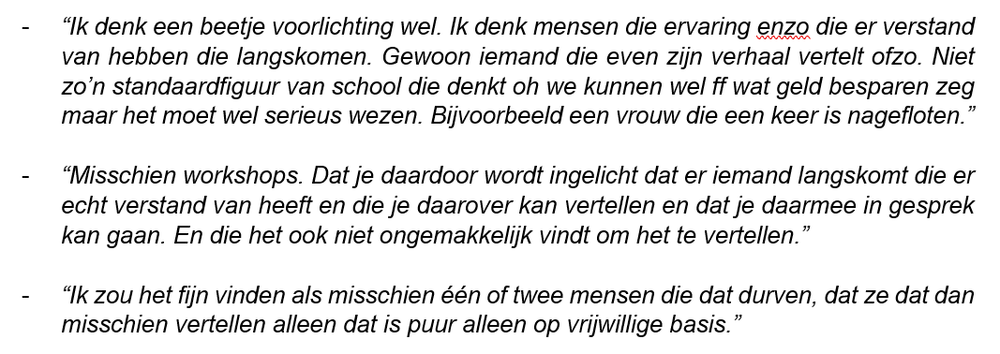 - “Ik denk een beetje voorlichting wel. Ik denk mensen die ervaring enzo die er verstand
van hebben die langskomen. Gewoon iemand die even zijn verhaal vertelt ofzo. Niet
zo’n standaardfiguur van school die denkt oh we kunnen wel ff wat geld besparen zeg
maar het moet wel serieus wezen. Bijvoorbeeld een vrouw die een keer is nagefloten.”
- “Misschien workshops. Dat je daardoor wordt ingelicht dat er iemand langskomt die er
echt verstand van heeft en die je daarover kan vertellen en dat je daarmee in gesprek
kan gaan. En die het ook niet ongemakkelijk vindt om het te vertellen.”
- “Ik zou het fijn vinden als misschien één of twee mensen die dat durven, dat ze dat dan
misschien vertellen alleen dat is puur alleen op vrijwillige basis.”